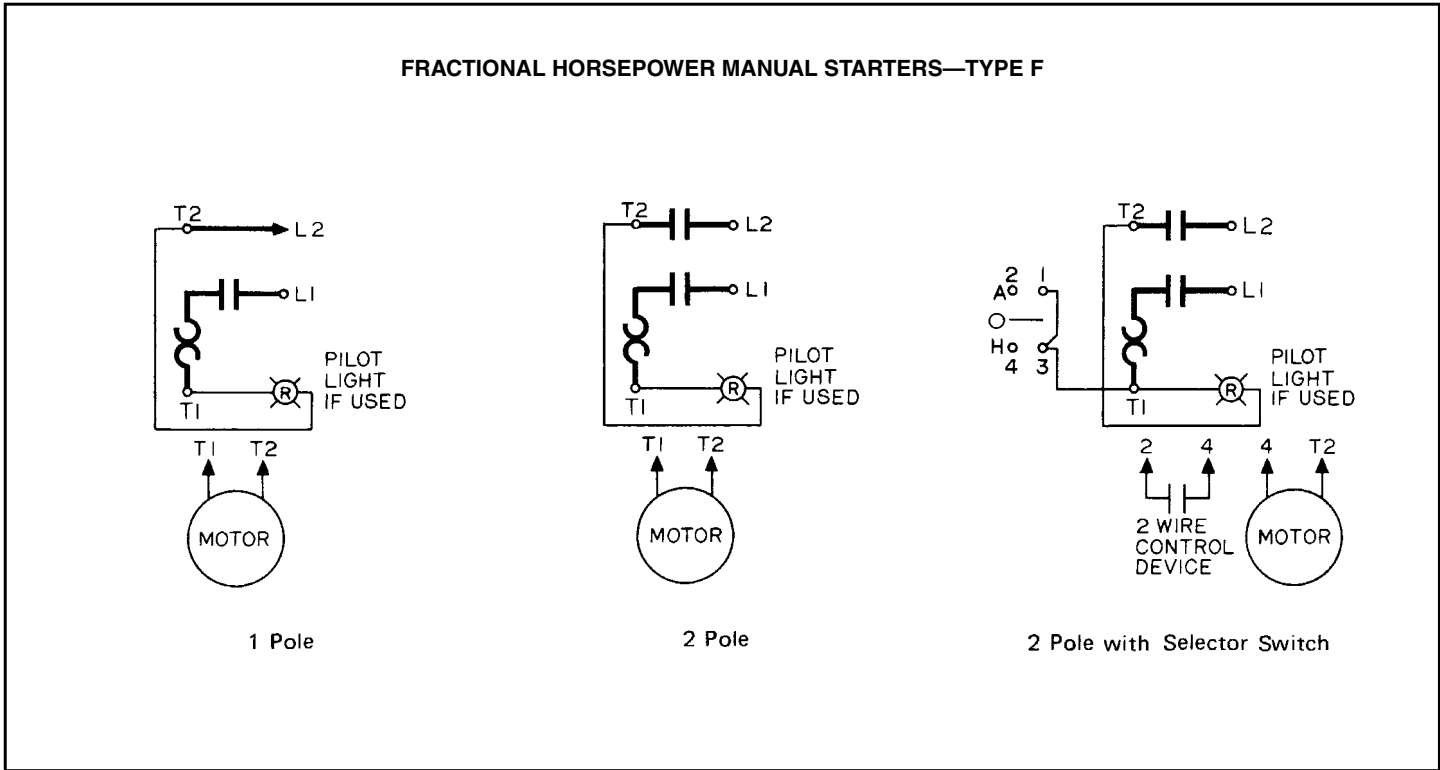 FRACTIONAL HORSEPOWER MANUAL STARTERS—TYPE F
T2
L2
L1
PILOT
LIGHT
IF USED
R
T1
T1 T2
MOTOR
1 Pole
T2
L2
L1
PILOT
LIGHT
IF USED
R
T1
T1 T2
MOTOR
2 Pole
T2
L2
2 1
A
L1
O
H
4 3
PILOT
LIGHT
IF USED
R
T1
2 4 4 T2
2 WIRE
CONTROL
DEVICE
MOTOR
2 Pole with Selector Switch